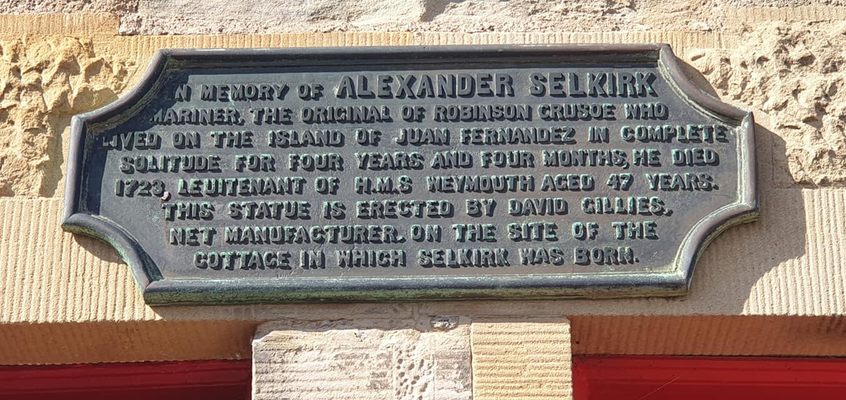 IN MEMORY OF ALEXANDER SELKIRK
MARINER, THE ORIGINAL OF ROBINSON CRUSOE WHO
LIVED ON THE ISLAND OF JUAN FERNANDEZ IN COMPLETE
SOLITUDE FOR FOUR YEARS AND FOUR MONTHS, HE DIED
1723, LEUITENANT OF H.M.S WEYMOUTH AGED 47 YEARS.
THIS STATUE IS ERECTED BY DAVID GILLIES,
NET MANUFACTURER, ON THE SITE OF THE
COTTAGE IN WHICH SELKIRK WAS BORN.